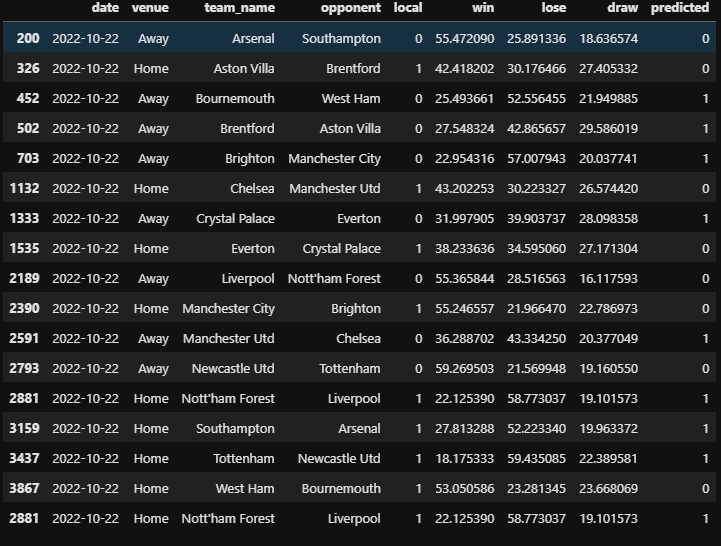 date venue team_name opponent local win lose draw predicted
200 2022-10-22 Away Arsenal Southampton 0 55.472090 25.891336 18.636574 0
326 2022-10-22 Home Aston Villa Brentford 1 42.418202 30.176466 27.405332 0
452 2022-10-22 Away Bournemouth West Ham 0 25.493661 52.556455 21.949885 1
502 2022-10-22 Away Brentford Aston Villa 0 27.548324 42.865657 29.586019 1
703 2022-10-22 Away Brighton Manchester City 0 22.954316 57.007943 20.037741 1
1132 2022-10-22 Home Chelsea Manchester Utd 1 43.202253 30.223327 26.574420 0
1333 2022-10-22 Away Crystal Palace Everton 0 31.997905 39.903737 28.098358 1
1535 2022-10-22 Home Everton Crystal Palace 1 38.233636 34.595060 27.171304 0
2189 2022-10-22 Away Liverpool Nott'ham Forest 0 55.365844 28.516563 16.117593 0
2390 2022-10-22 Home Manchester City Brighton 1 55.246557 21.966470 22.786973 0
2591 2022-10-22 Away Manchester Utd Chelsea 0 36.288702 43.334250 20.377049 1
2793 2022-10-22 Away Newcastle Utd Tottenham 0 59.269503 21.569948 19.160550 0
2881 2022-10-22 Home Nott'ham Forest Liverpool 1 22.125390 58.773037 19.101573 1
3159 2022-10-22 Home Southampton Arsenal 1 27.813288 52.223340 19.963372 1
3437 2022-10-22 Home Tottenham Newcastle Utd 1 18.175333 59.435085 22.389581 1
3867 2022-10-22 Home West Ham Bournemouth 1 53.050586 23.281345 23.668069 0
2881 2022-10-22 Home Nott'ham Forest Liverpool 1 22.125390 58.773037 19.101573 1